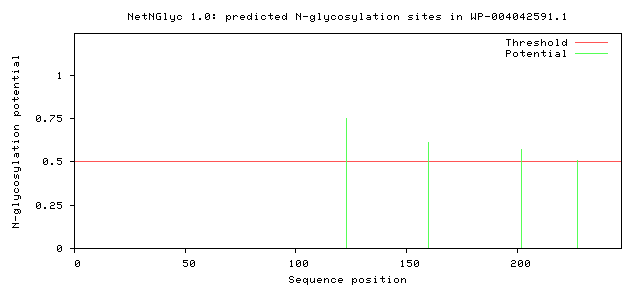 NetNGlyc 1.0: predicted N-glycosylation sites in WP-004042591.1
Threshold
Potential
N-glycosylation potential
1
0.75
0.5
0.25
0
0 50 100 150 200
Sequence position